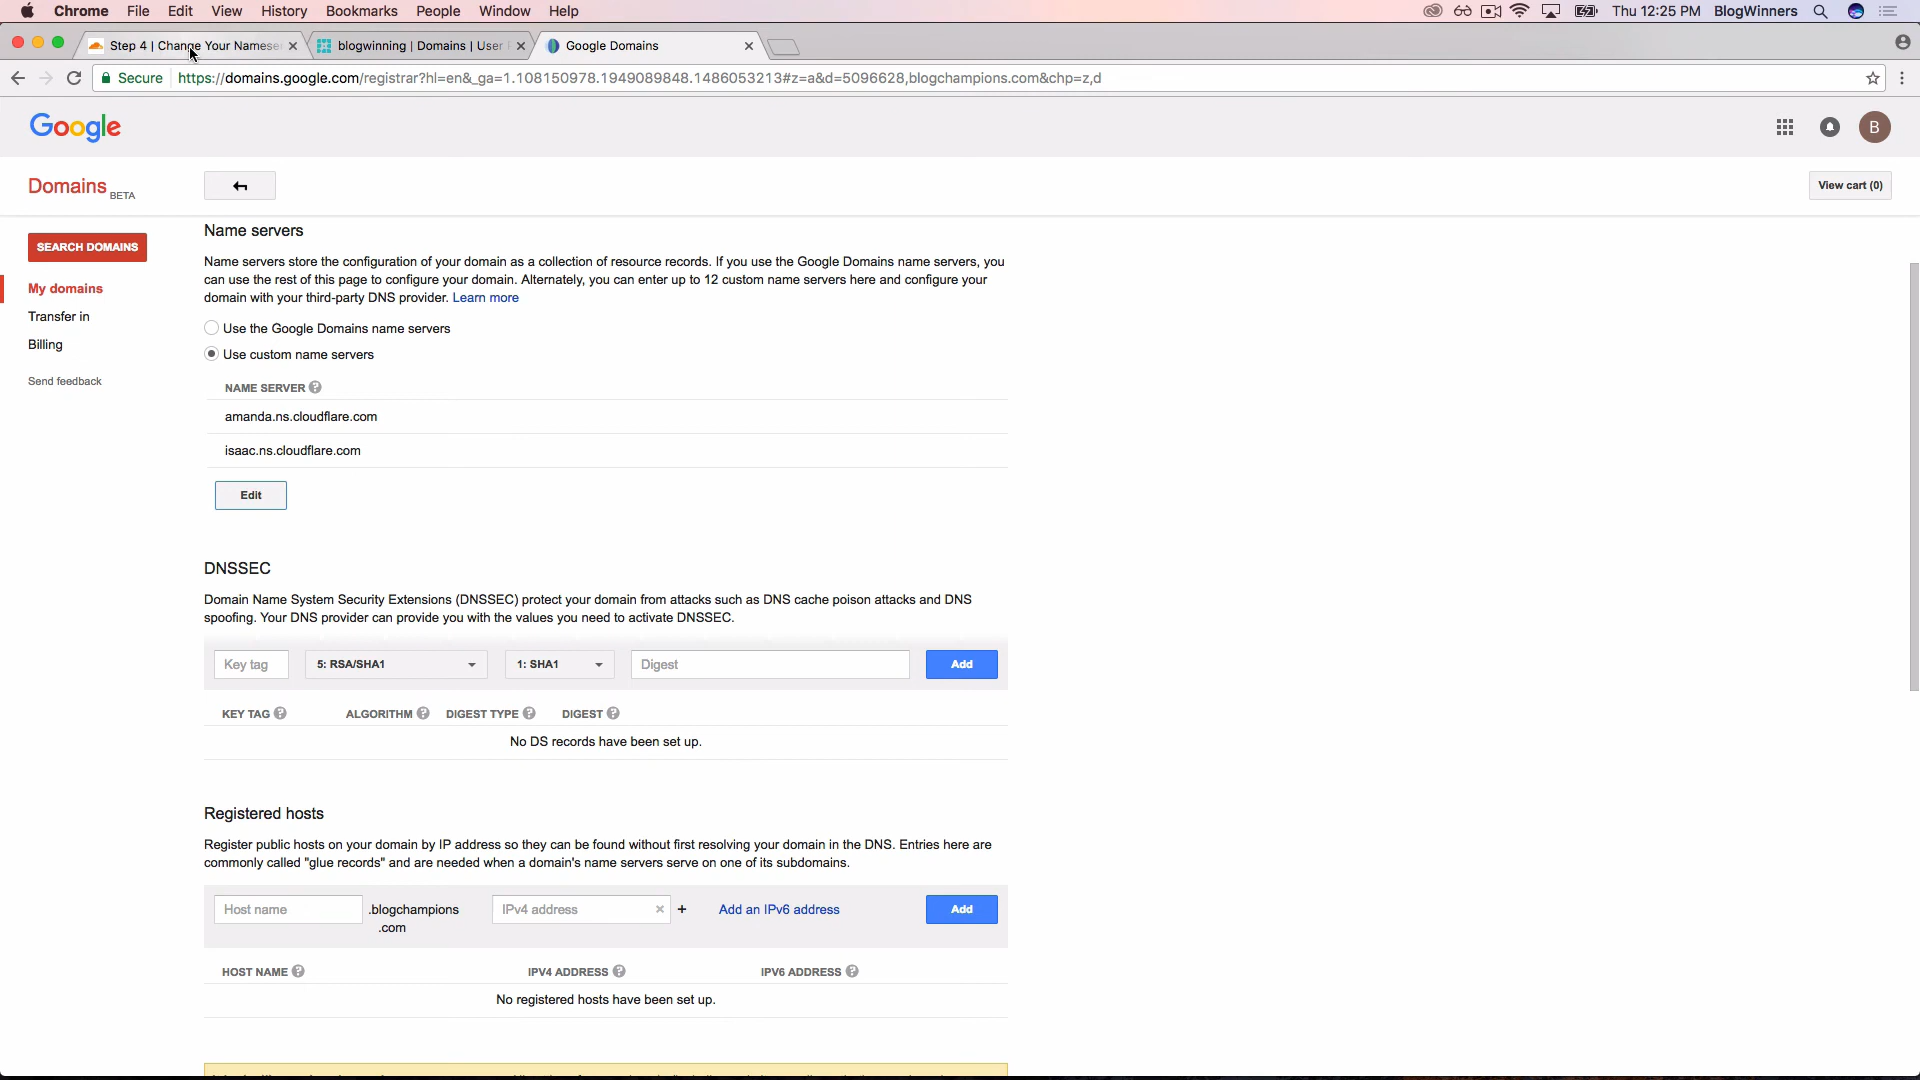 Chrome File Edit View History Bookmarks People Window Help Thu 12:25 PM BlogWinners
Step 4 | Change Your Namese blogwinning | Domains | User Google Domains
Secure https://domains.google.com/registrar?hl=en&_ga=1.108150978.1949089848.1486053213#z=a&d=5096628,blogchampions.com&chp=z,d
Google B
Domains BETA View cart (0)
SEARCH DOMAINS
My domains
Transfer in
Billing
Send feedback
Name servers
Name servers store the configuration of your domain as a collection of resource records. If you use the Google Domains name servers, you
can use the rest of this page to configure your domain. Alternately, you can enter up to 12 custom name servers here and configure your
domain with your third-party DNS provider. Learn more
Use the Google Domains name servers
Use custom name servers
NAME SERVER ?
amanda.ns.cloudflare.com
isaac.ns.cloudflare.com
Edit
DNSSEC
Domain Name System Security Extensions (DNSSEC) protect your domain from attacks such as DNS cache poison attacks and DNS
spoofing. Your DNS provider can provide you with the values you need to activate DNSSEC.
Key tag 5: RSA/SHA1 1: SHA1 Digest Add
KEY TAG ? ALGORITHM ? DIGEST TYPE ? DIGEST ?
No DS records have been set up.
Registered hosts
Register public hosts on your domain by IP address so they can be found without first resolving your domain in the DNS. Entries here are
commonly called "glue records" and are needed when a domain's name servers serve on one of its subdomains.
Host name .blogchampions IPv4 address + Add an IPv6 address Add
.com
HOST NAME ? IPV4 ADDRESS ? IPV6 ADDRESS ?
No registered hosts have been set up.